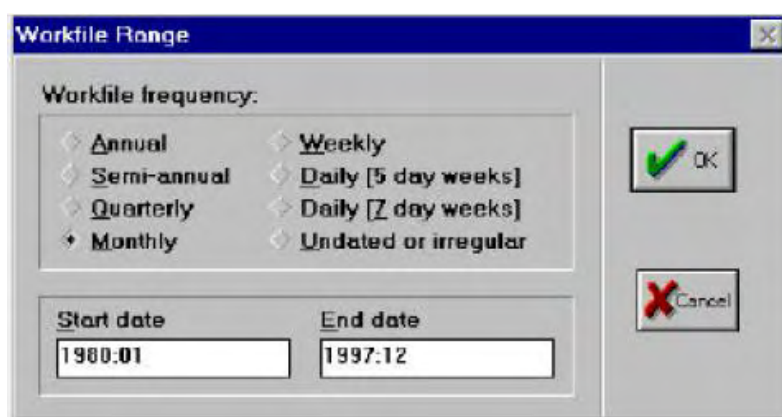 Workfile Range
Workfile frequency:
Annual
Semi-annual
Quarterly
Monthly
Weekly
Daily [5 day weeks]
Daily [7 day weeks]
Undated or irregular
Start date
1980:01
End date
1997:12
OK
Cancel